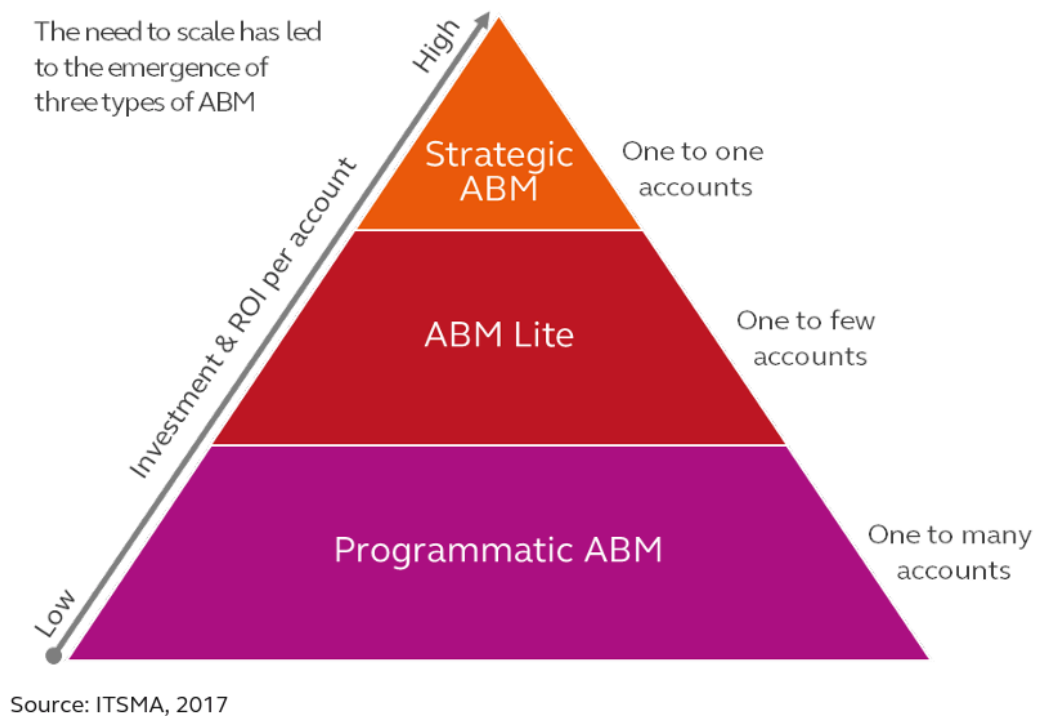 The need to scale has led
to the emergence of
three types of ABM
High
Investment & ROI per account
Low
Strategic
ABM
One to one
accounts
ABM Lite
One to few
accounts
Programmatic ABM
One to many
accounts
Source: ITSMA, 2017